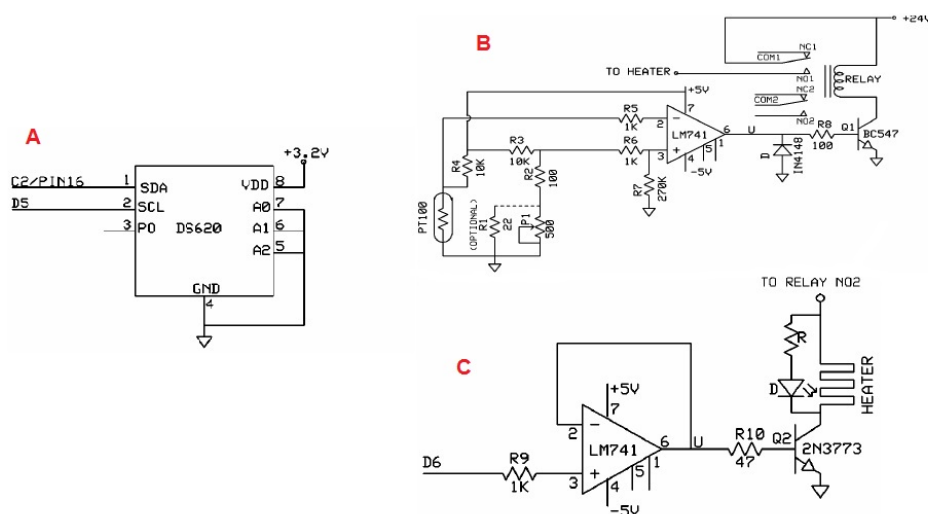 A
C2/PIN16
D5
1
2
3
SDA
SCL
PO
DS620
VDD
A0
A1
A2
8
7
6
5
GND
4
+3.2V
B
+24V
NC1
COM1
NO1
TO HEATER
RELAY
NC2
COM2
NO2
+5V
7
R5
1K
2
−
LM741
6
U
R8
100
Q1
BC547
R3
10K
R6
1K
3
+
5
1
4
-5V
D
IN4148
R4
10K
R2
100
R7
270K
PT100
(OPTIONAL)
R1
22
P1
500
TO RELAY NO2
R
D
HEATER
C
+5V
7
2
−
LM741
6
U
R10
47
Q2
2N3773
D6
R9
1K
3
+
5
1
4
-5V